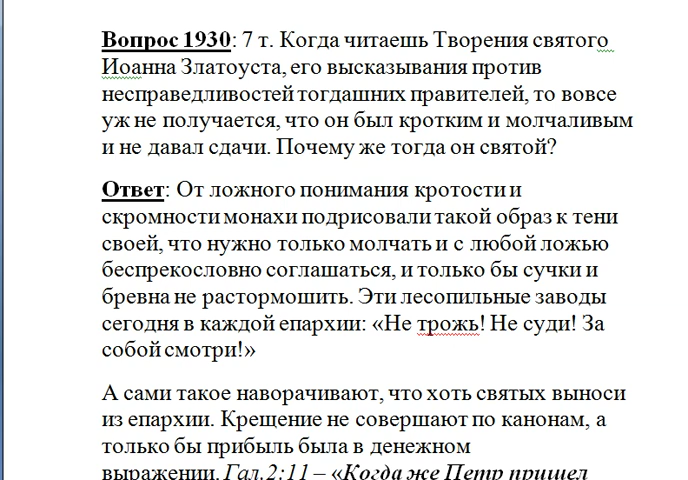 Вопрос 1930: 7 т. Когда читаешь Творения святого
Иоанна Златоуста, его высказывания против
несправедливостей тогдашних правителей, то вовсе
уж не получается, что он был кротким и молчаливым
и не давал сдачи. Почему же тогда он святой?
Ответ: От ложного понимания кротости и
скромности монахи подрисовали такой образ к тени
своей, что нужно только молчать и с любой ложью
беспрекословно соглашаться, и только бы сучки и
бревна не растормошить. Эти лесопильные заводы
сегодня в каждой епархии: «Не трожь! Не суди! За
собой смотри!»
А сами такое наворачивают, что хоть святых выноси
из епархии. Крещение не совершают по канонам, а
только бы прибыль была в денежном
выражении. Гал.2:11 – «Когда же Петр пришел